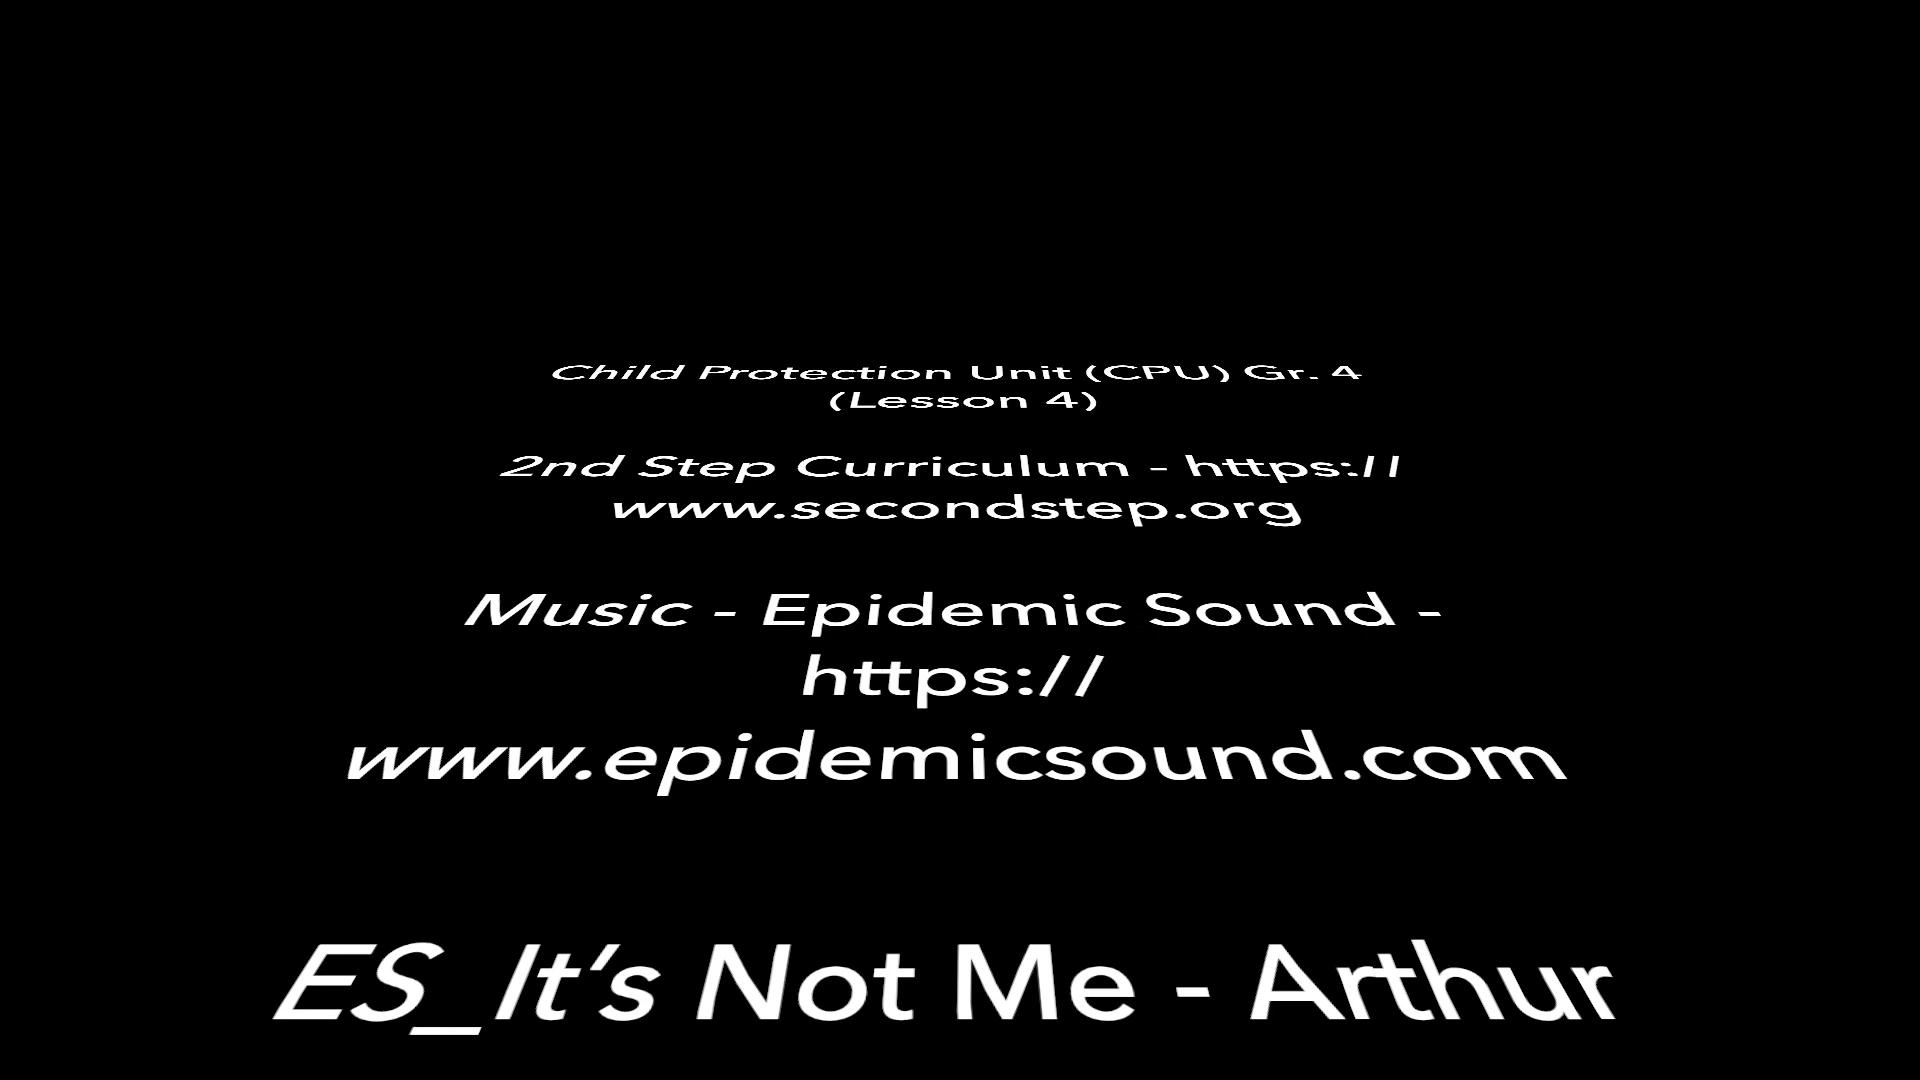 Child Protection Unit (CPU) Gr. 4
(Lesson 4)
2nd Step Curriculum - https://
www.secondstep.org
Music - Epidemic Sound -
https://
www.epidemicsound.com
ES_It’s Not Me - Arthur